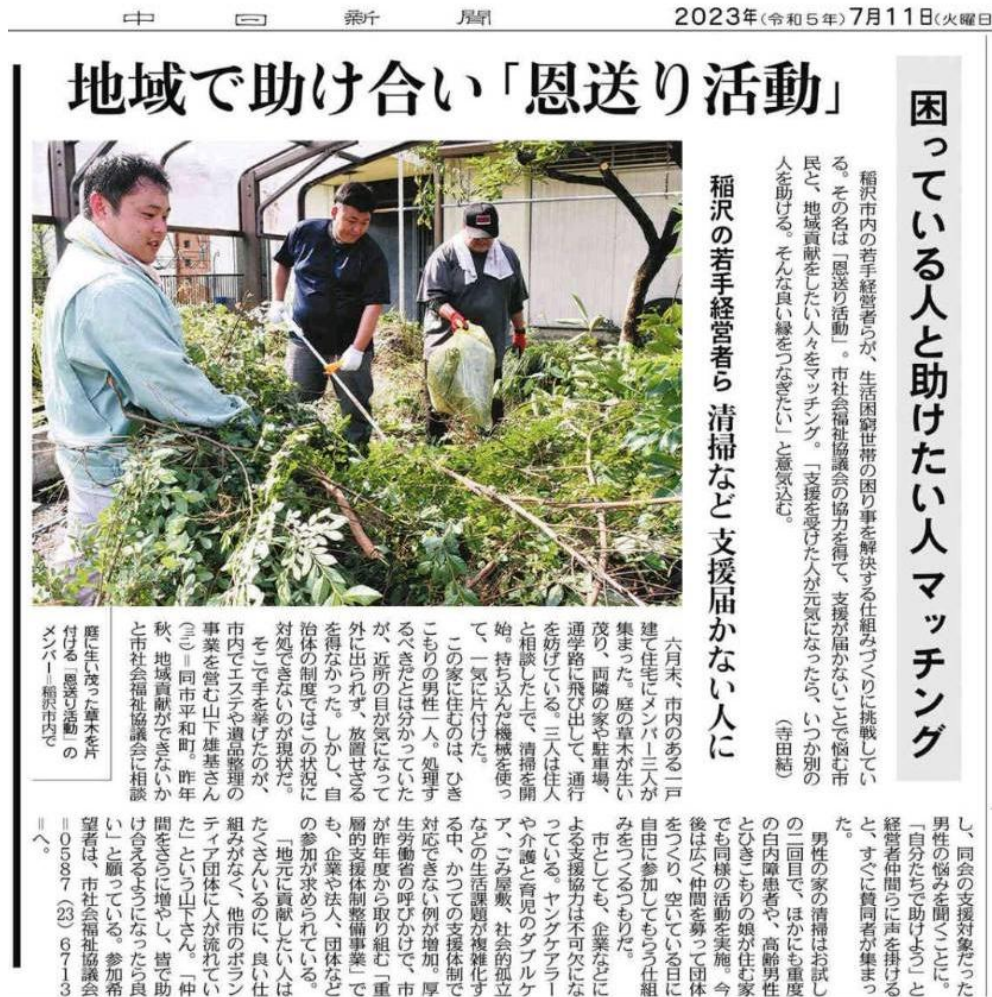 中日新聞
2023年(令和5年)7月11日(火曜日
困っている人と助けたい人 マッチング
地域で助け合い「恩送り活動」
稲沢の若手経営者ら 清掃など 支援届かない人に
稲沢市内の若手経営者らが、生活困窮世帯の困り事を解決する仕組みづくりに挑戦してい
る。その名は「恩送り活動」。市社会福祉協議会の協力を得て、支援が届かないことで悩む市
民と、地域貢献をしたい人々をマッチング。「支援を受けた人が元気になったら、いつか別の
人を助ける。そんな良い縁をつなぎたい」と意気込む。
(寺田結)
六月末、市内のある一戸
建て住宅にメンバー三人が
集まった。庭の草木が生い
茂り、両隣の家や駐車場、
通学路に飛び出して、通行
を妨げている。三人は住人
と相談した上で、清掃を開
始。持ち込んだ機械を使っ
て、一気に片付けた。
この家に住むのは、ひき
こもりの男性一人。処理す
るべきだとは分かっていた
が、近所の目が気になって
外に出られず、放置せざる
を得なかった。しかし、自
治体の制度ではこの状況に
対処できないのが現状だ。
そこで手を挙げたのが、
市内でエステや遺品整理の
事業を営む山下雄基さん
=同市平和町。昨年
秋、地域貢献ができないか
と市社会福祉協議会に相談
庭に生い茂った草木を片
付ける「恩送り活動」の
メンバー=稲沢市内で
し、同会の支援対象だった
男性の悩みを聞くことに。
「自分たちで助けよう」と
経営者仲間らに声を掛ける
と、すぐに賛同者が集まっ
た。
男性の家の清掃はお試し
の二回目で、ほかにも重度
の白内障患者や、高齢男性
とひきこもりの娘が住む家
でも同様の活動を実施。今
後は広く仲間を募って団体
をつくり、空いている日に
自由に参加してもらう仕組
みをつくるつもりだ。
市としても、企業などに
よる支援協力は不可欠にな
っている。ヤングケアラー
や介護と育児のダブルケ
ア、ごみ屋敷、社会的孤立
などの生活課題が複雑化す
る中、かつての支援体制で
対応できない例が増加。厚
生労働省の呼びかけで、市
が昨年度から取り組む「重
層的支援体制整備事業」で
も、企業や法人、団体など
の参加が求められている。
「地元に貢献したい人は
たくさんいるのに、良い仕
組みがなく、他市のボラン
ティア団体に人が流れてい
た」という山下さん。「仲
間をさらに増やし、皆で助
け合えるようになったら良
い」と願っている。参加希
望者は、市社会福祉協議会
=0587(23)6713
=へ。